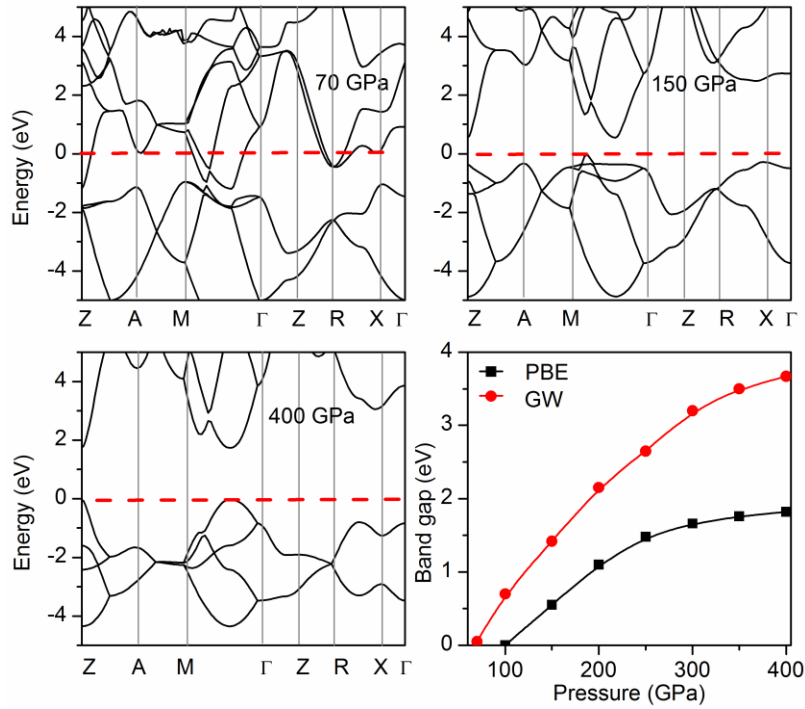 4
2
0
-2
-4
Energy (eV)
70 GPa
Z A M Γ Z R X Γ
4
2
0
-2
-4
Energy (eV)
150 GPa
Z A M Γ Z R X Γ
4
2
0
-2
-4
Energy (eV)
400 GPa
Z A M Γ Z R X Γ
4
3
2
1
0
Band gap (eV)
PBE
GW
100 200 300 400
Pressure (GPa)